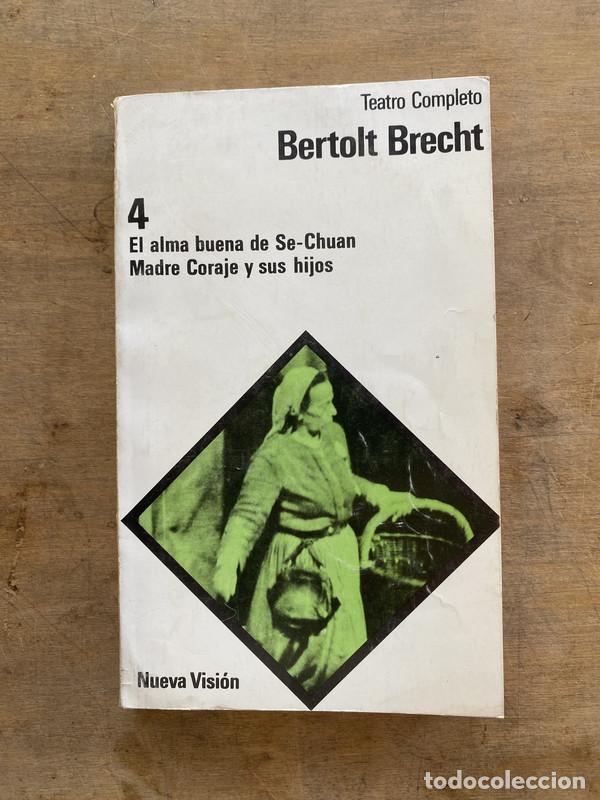 Teatro Completo
Bertolt Brecht
4
El alma buena de Se-Chuan
Madre Coraje y sus hijos
Nueva Visión
todocoleccion